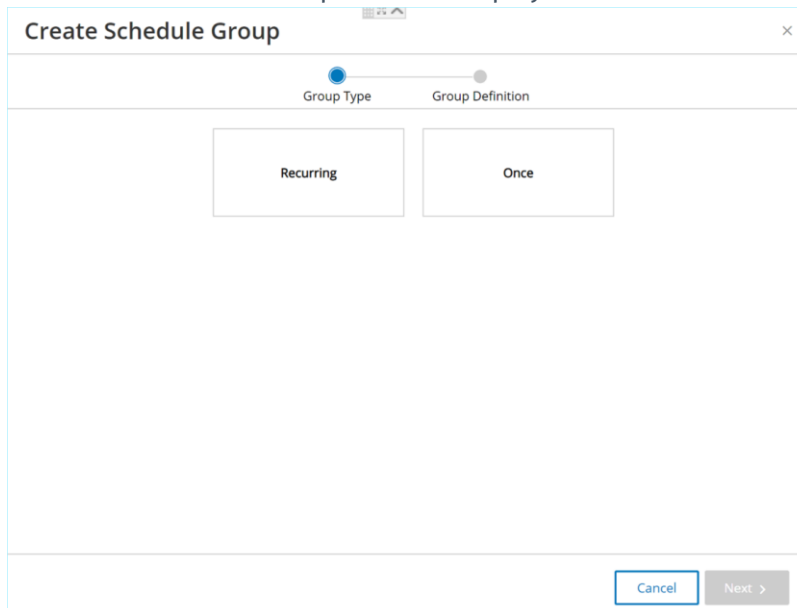 Create Schedule Group
Group Type Group Definition
Recurring Once
Cancel Next